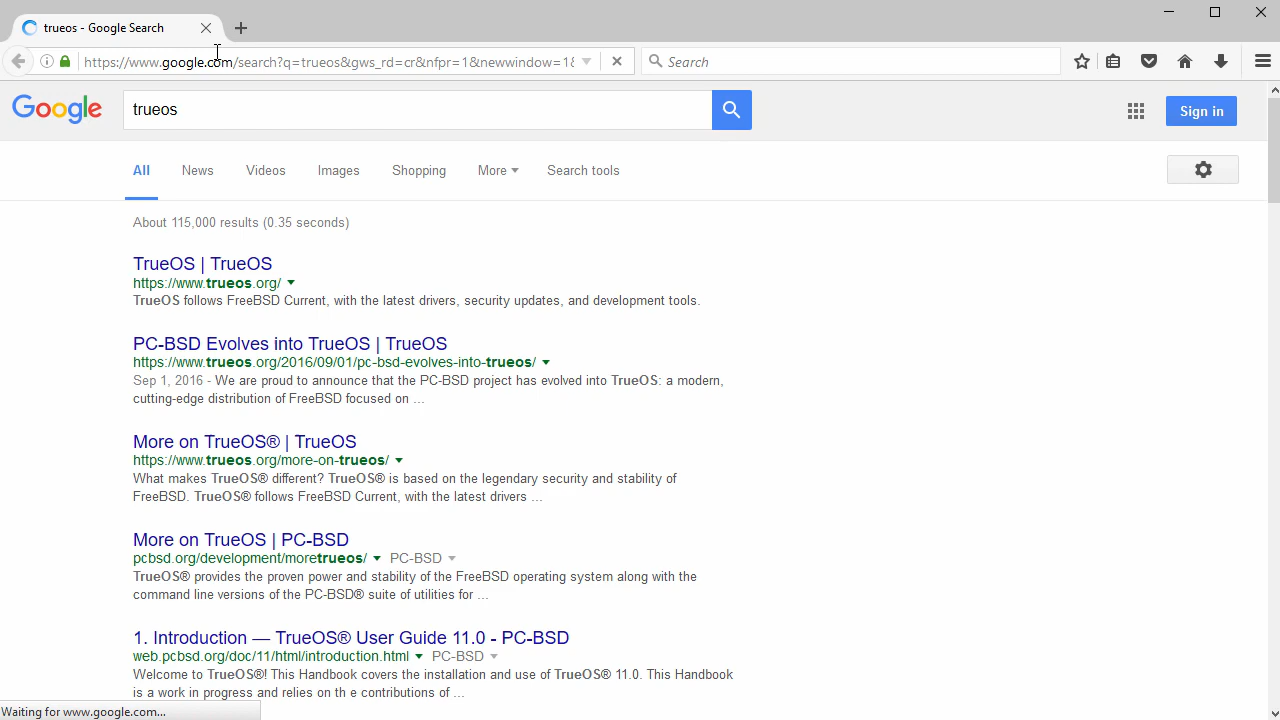 trueos - Google Search
https://www.google.com/search?q=trueos&gws_rd=cr&nfpr=1&newwindow=1&
Search
Google
trueos
Sign in
All
News
Videos
Images
Shopping
More
Search tools
About 115,000 results (0.35 seconds)
TrueOS | TrueOS
https://www.trueos.org/
TrueOS follows FreeBSD Current, with the latest drivers, security updates, and development tools.
PC-BSD Evolves into TrueOS | TrueOS
https://www.trueos.org/2016/09/01/pc-bsd-evolves-into-trueos/
Sep 1, 2016 - We are proud to announce that the PC-BSD project has evolved into TrueOS: a modern,
cutting-edge distribution of FreeBSD focused on ...
More on TrueOS® | TrueOS
https://www.trueos.org/more-on-trueos/
What makes TrueOS® different? TrueOS® is based on the legendary security and stability of
FreeBSD. TrueOS® follows FreeBSD Current, with the latest drivers ...
More on TrueOS | PC-BSD
pcbsd.org/development/moretrueos/ PC-BSD
TrueOS® provides the proven power and stability of the FreeBSD operating system along with the
command line versions of the PC-BSD® suite of utilities for ...
1. Introduction — TrueOS® User Guide 11.0 - PC-BSD
web.pcbsd.org/doc/11/html/introduction.html PC-BSD
Welcome to TrueOS®! This Handbook covers the installation and use of TrueOS® 11.0. This Handbook
is a work in progress and relies on th e contributions of ...
Waiting for www.google.com...